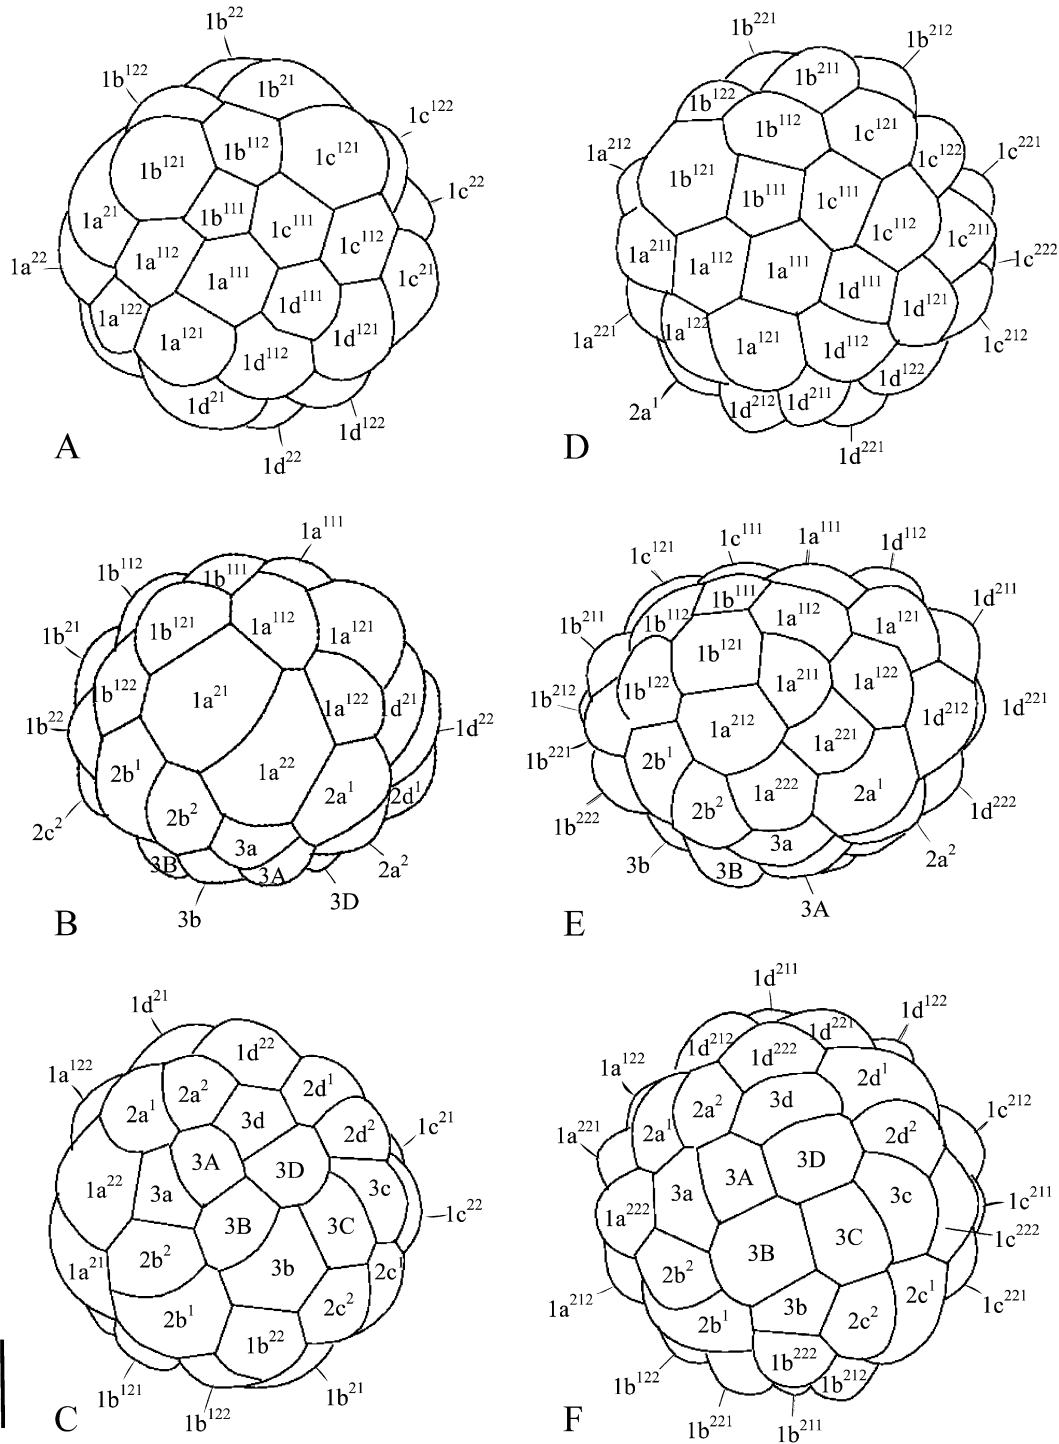 1b²²
1b¹²²
1b²¹
1c¹²²
1b¹¹²
1c¹²¹
1b¹²¹
1c²²
1a²¹
1b¹¹¹
1c¹¹¹
1c¹¹²
1a²²
1a¹¹²
1a¹¹¹
1c²¹
1d¹¹¹
1a¹²²
1a¹²¹
1d¹²¹
1d¹¹²
1d²¹
1d¹²²
1d²²
A
1b²²¹
1b²¹²
1b²¹¹
1b¹²²
1b¹¹²
1c¹²¹
1a²¹²
1c¹²²
1c²²¹
1b¹²¹
1b¹¹¹
1c¹¹¹
1c¹¹²
1c²¹¹
1a²¹¹
1a¹¹²
1a¹¹¹
1c²²²
1d¹¹¹
1d¹²¹
1a²²¹
1a¹²²
1a¹²¹
1d¹¹²
1c²¹²
1d¹²²
2a¹
1d²¹²
1d²¹¹
1d²²¹
D
1a¹¹¹
1b¹¹²
1b¹¹¹
1b²¹
1b¹²¹
1a¹¹²
1a¹²¹
b¹²²
1a²¹
1a¹²²
d²¹
1b²²
1d²²
2b¹
1a²²
2a¹
2d¹
2c²
2b²
3a
3B
3A
2a²
3b
3D
B
1c¹¹¹
1a¹¹¹
1d¹¹²
1c¹²¹
1b¹¹¹
1d²¹¹
1b²¹¹
1b¹¹²
1a¹¹²
1a¹²¹
1b¹²¹
1b¹²²
1a²¹¹
1a¹²²
1b²¹²
1a²¹²
1a²²¹
1d²¹²
1d²²¹
1b²²¹
2b¹
1a²²²
2a¹
1b²²²
2b²
1d²²²
3a
3b
3B
2a²
3A
E
1d²¹
1d²²
1a¹²²
2a²
2d¹
2a¹
3d
2d²
1c²¹
3A
3D
1a²²
3a
3c
3B
3C
1c²²
1a²¹
2b²
3b
2c¹
2b¹
2c²
1b²²
1b¹²¹
1b²¹
1b¹²²
C
1d²¹¹
1d²¹²
1d²²¹
1d¹²²
1d²²²
1a¹²²
2d¹
2a²
3d
1c²¹²
2a¹
2d²
1a²²¹
3A
3D
3a
3c
1c²¹¹
1a²²²
3B
3C
1c²²²
2b²
3b
2c¹
1c²²¹
1a²¹²
2b¹
2c²
1b²²²
1b¹²²
1b²¹²
1b²²¹
1b²¹¹
F